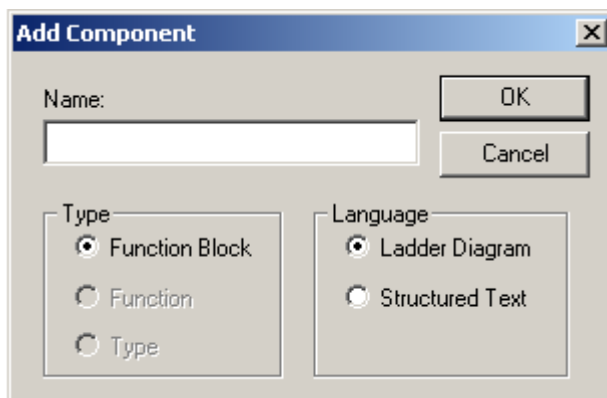 Add Component
Name:
OK
Cancel
Type
Function Block
Function
Type
Language
Ladder Diagram
Structured Text